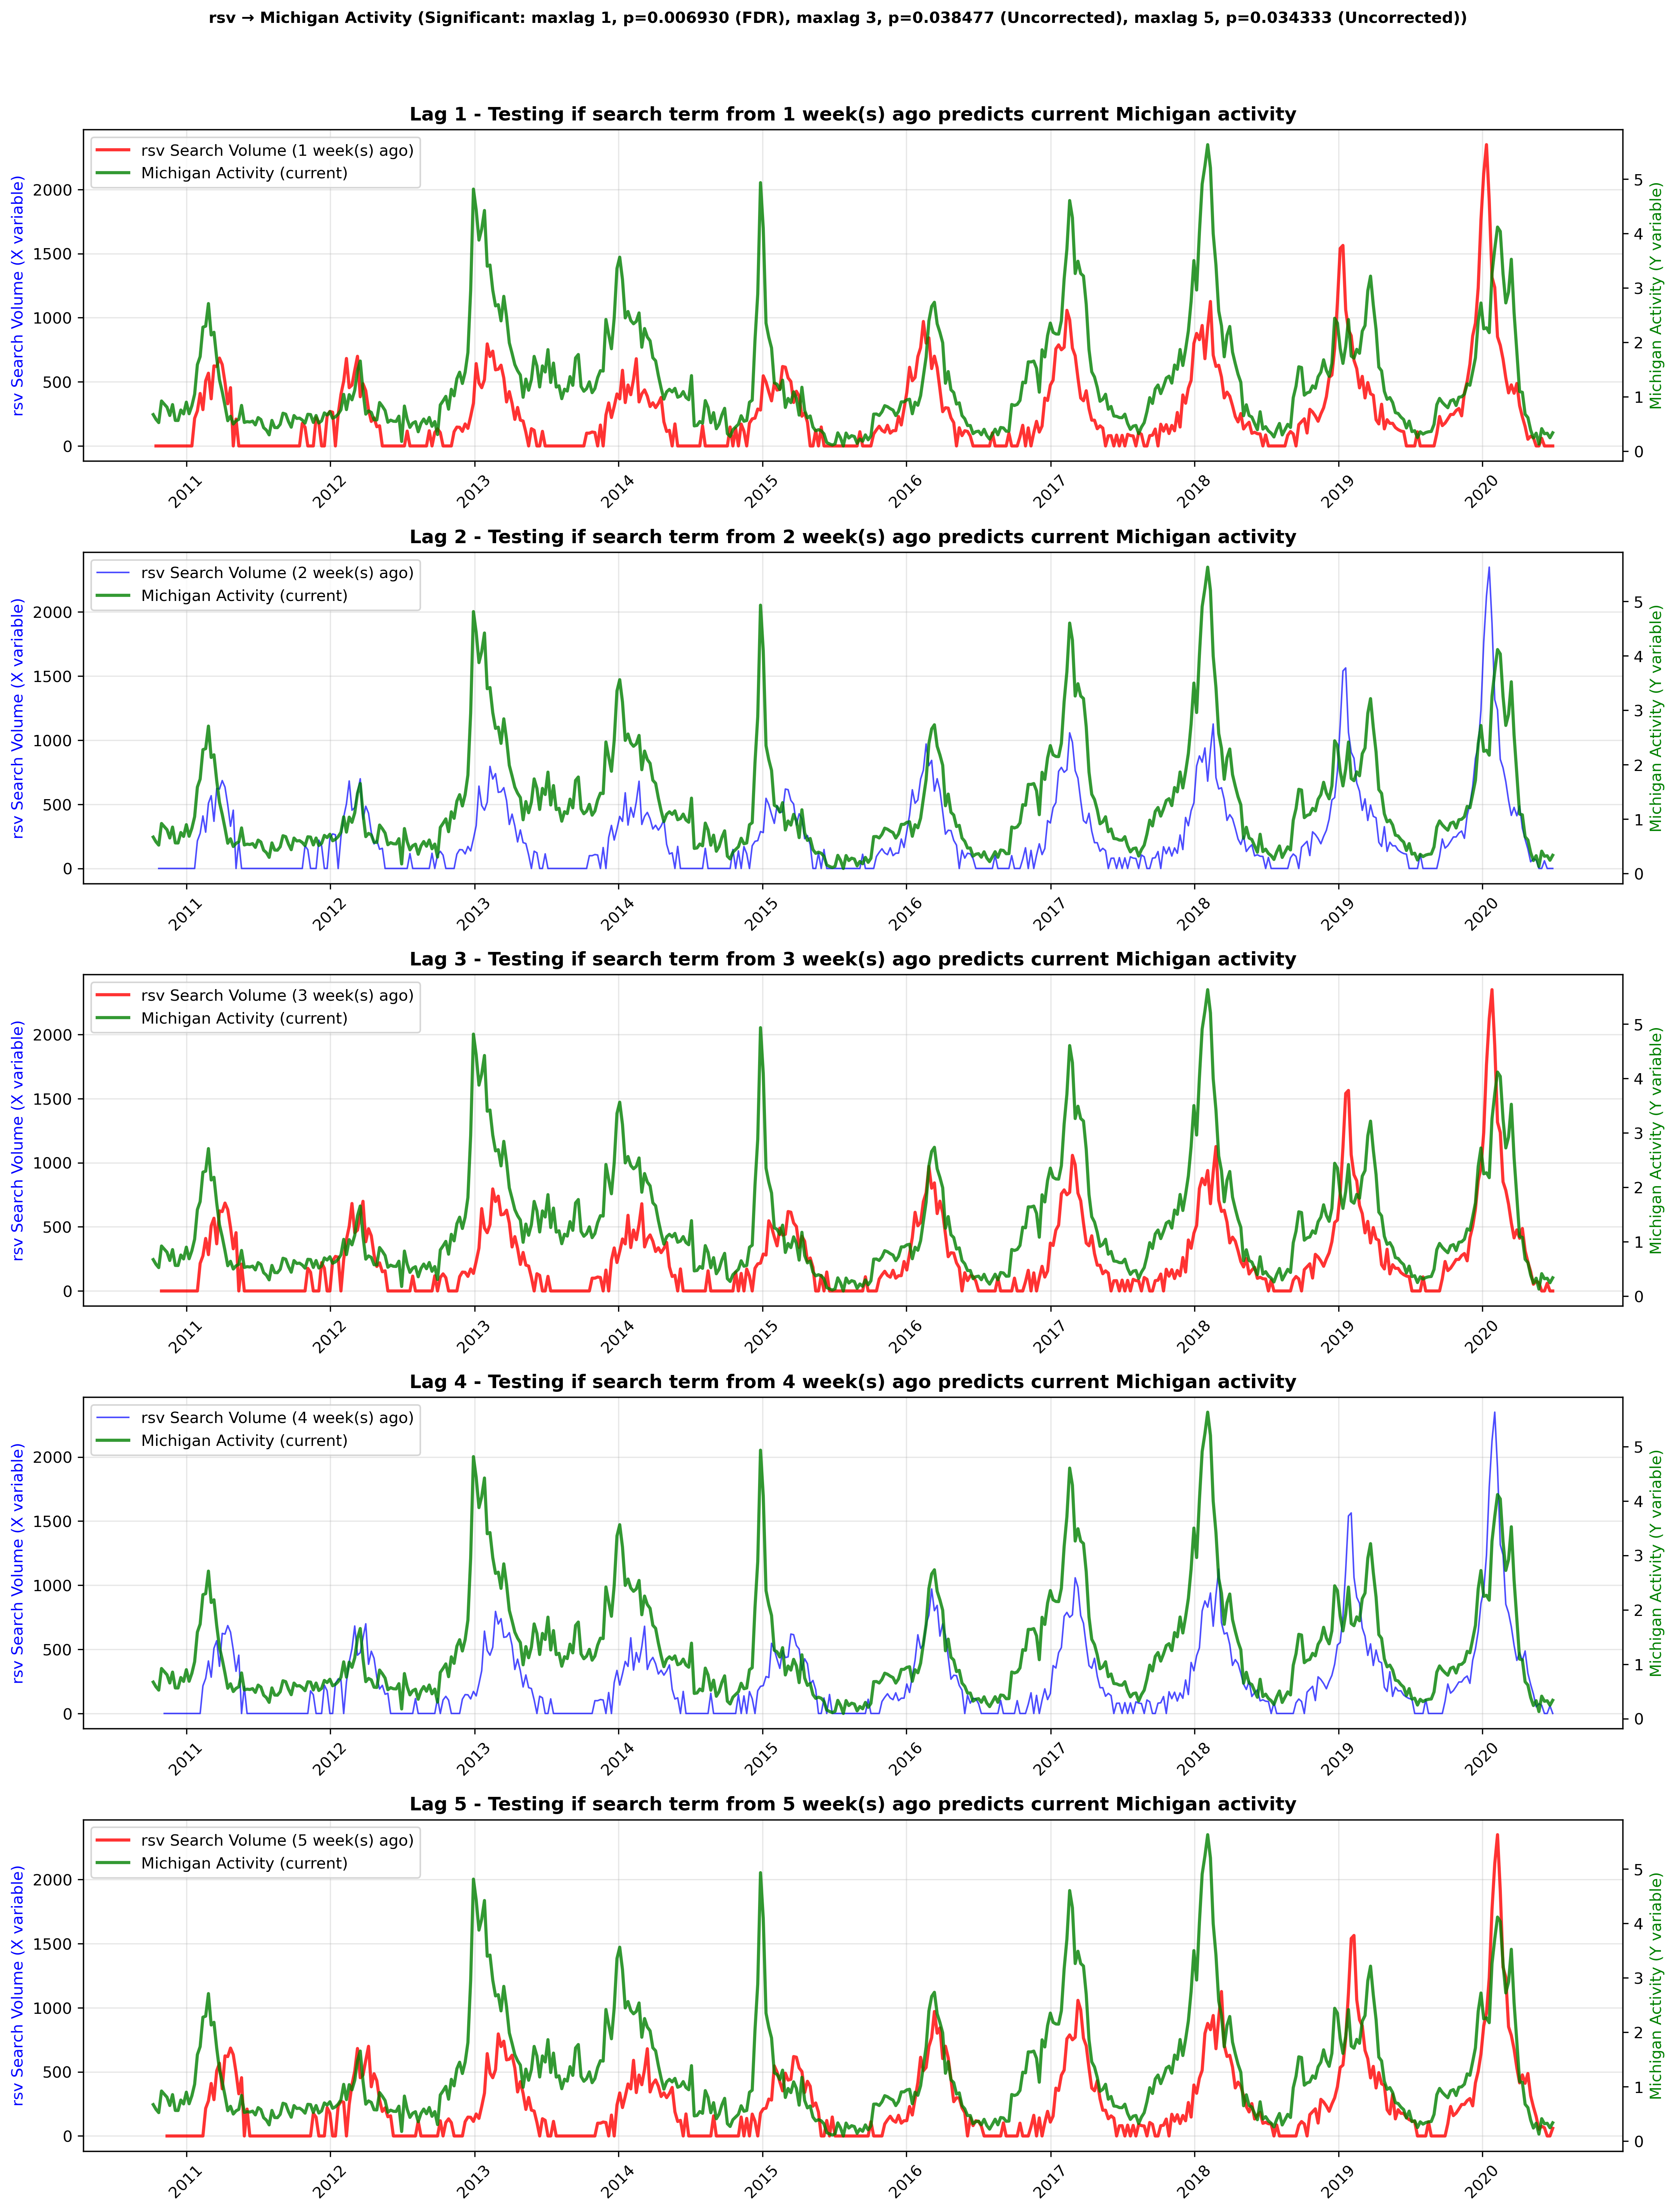 rsv → Michigan Activity (Significant: maxlag 1, p=0.006930 (FDR), maxlag 3, p=0.038477 (Uncorrected), maxlag 5, p=0.034333 (Uncorrected))
Lag 1 - Testing if search term from 1 week(s) ago predicts current Michigan activity
rsv Search Volume (1 week(s) ago)
Michigan Activity (current)
rsv Search Volume (X variable)
2000
1500
1000
500
0
5
4
3
2
1
0
Michigan Activity (Y variable)
2011 2012 2013 2014 2015 2016 2017 2018 2019 2020
Lag 2 - Testing if search term from 2 week(s) ago predicts current Michigan activity
rsv Search Volume (2 week(s) ago)
Michigan Activity (current)
rsv Search Volume (X variable)
2000
1500
1000
500
0
5
4
3
2
1
0
Michigan Activity (Y variable)
2011 2012 2013 2014 2015 2016 2017 2018 2019 2020
Lag 3 - Testing if search term from 3 week(s) ago predicts current Michigan activity
rsv Search Volume (3 week(s) ago)
Michigan Activity (current)
rsv Search Volume (X variable)
2000
1500
1000
500
0
5
4
3
2
1
0
Michigan Activity (Y variable)
2011 2012 2013 2014 2015 2016 2017 2018 2019 2020
Lag 4 - Testing if search term from 4 week(s) ago predicts current Michigan activity
rsv Search Volume (4 week(s) ago)
Michigan Activity (current)
rsv Search Volume (X variable)
2000
1500
1000
500
0
5
4
3
2
1
0
Michigan Activity (Y variable)
2011 2012 2013 2014 2015 2016 2017 2018 2019 2020
Lag 5 - Testing if search term from 5 week(s) ago predicts current Michigan activity
rsv Search Volume (5 week(s) ago)
Michigan Activity (current)
rsv Search Volume (X variable)
2000
1500
1000
500
0
5
4
3
2
1
0
Michigan Activity (Y variable)
2011 2012 2013 2014 2015 2016 2017 2018 2019 2020